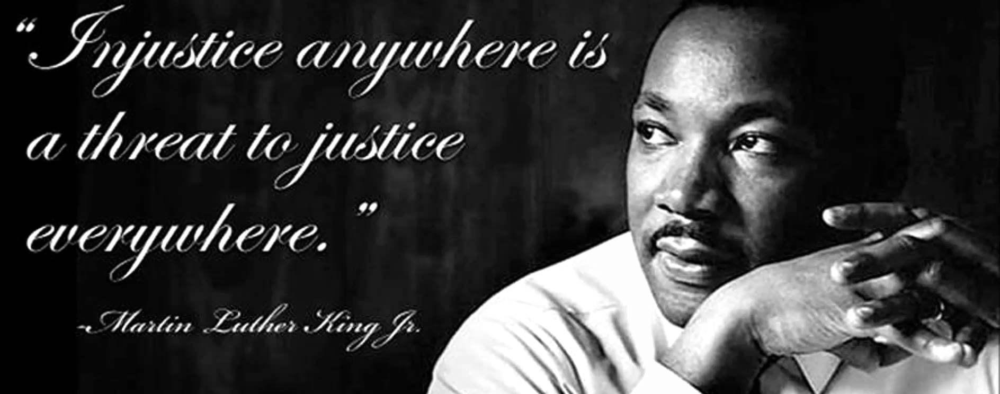 “Injustice anywhere is
a threat to justice
everywhere.”
-Martin Luther King Jr.